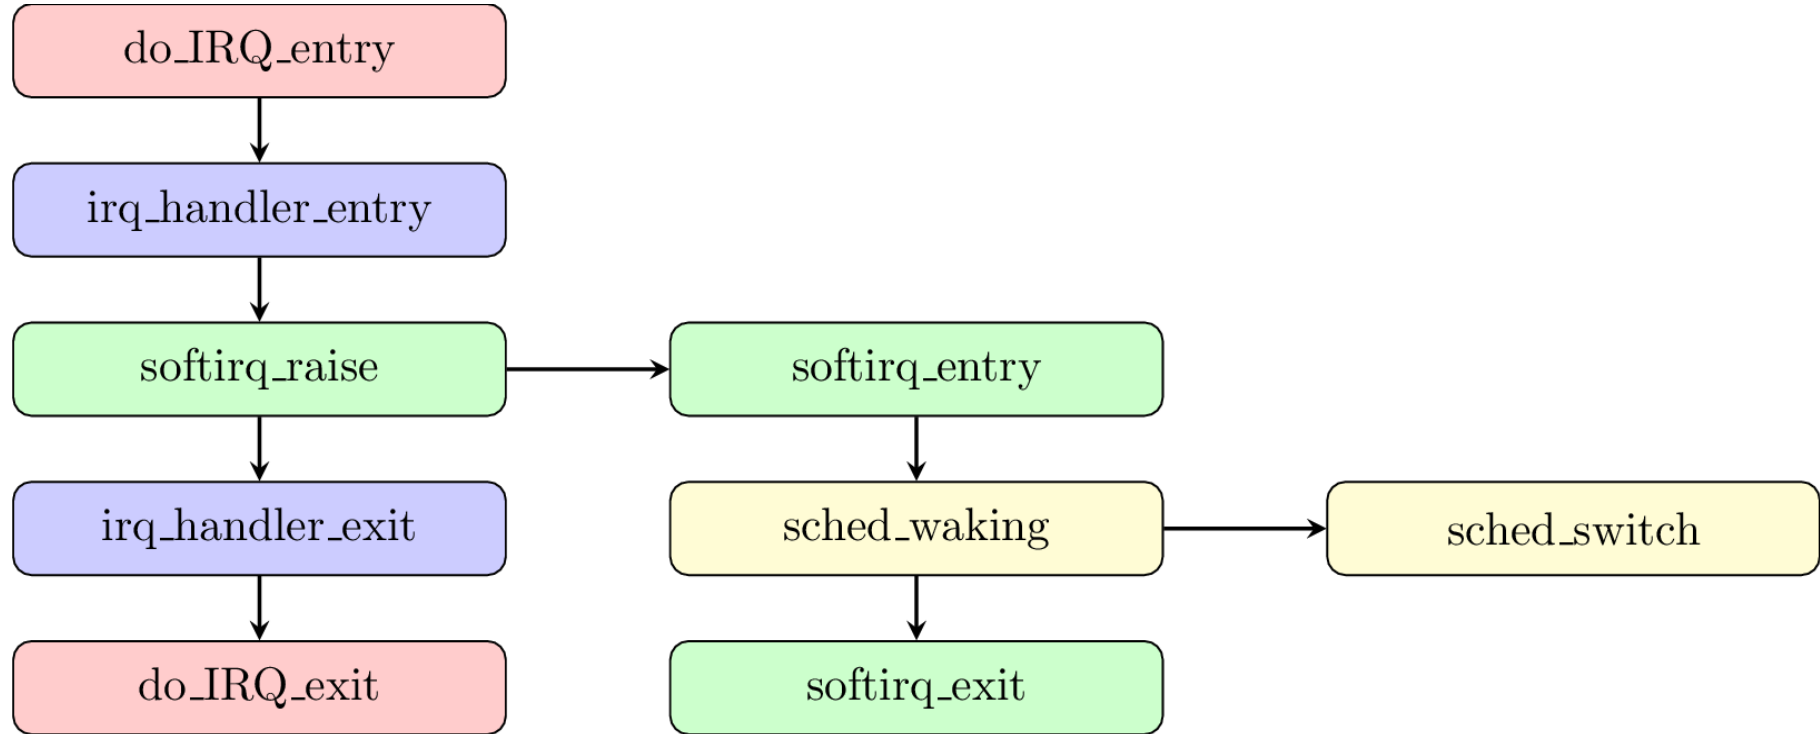 do_IRQ_entry
irq_handler_entry
softirq_raise
softirq_entry
irq_handler_exit
sched_waking
sched_switch
do_IRQ_exit
softirq_exit